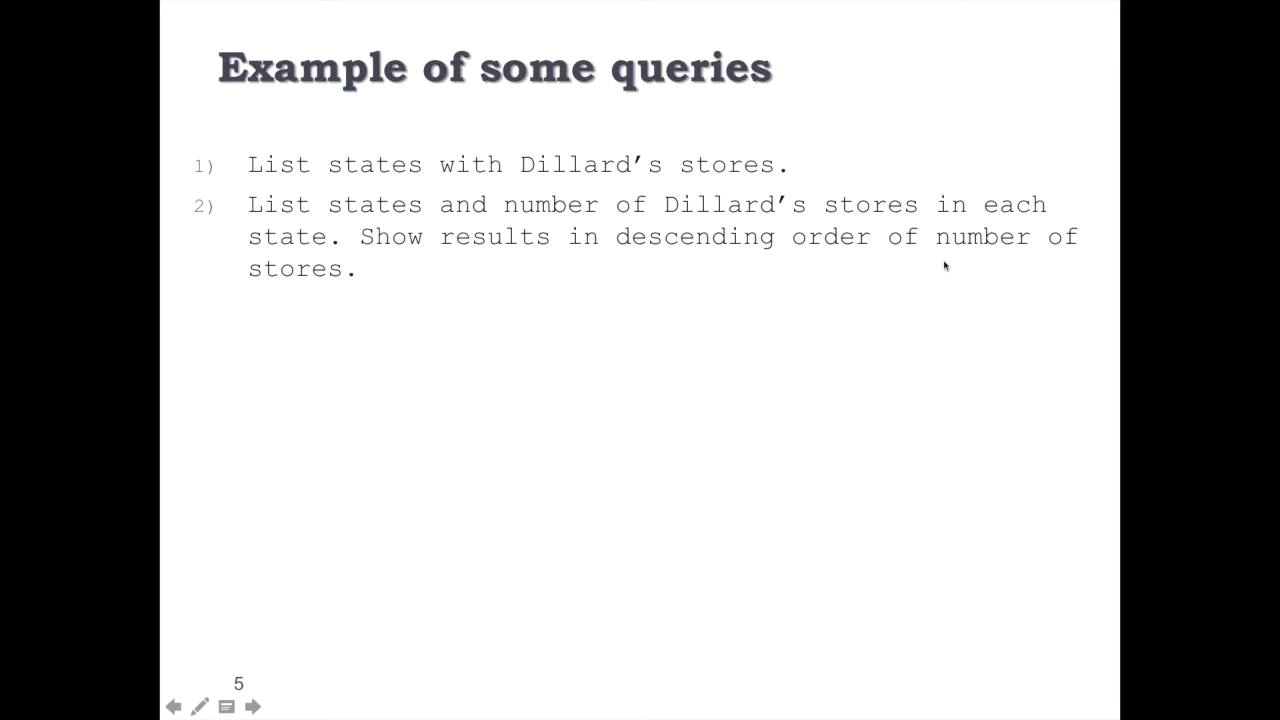 Example of some queries
1) List states with Dillard’s stores.
2) List states and number of Dillard’s stores in each
state. Show results in descending order of number of
stores.
5